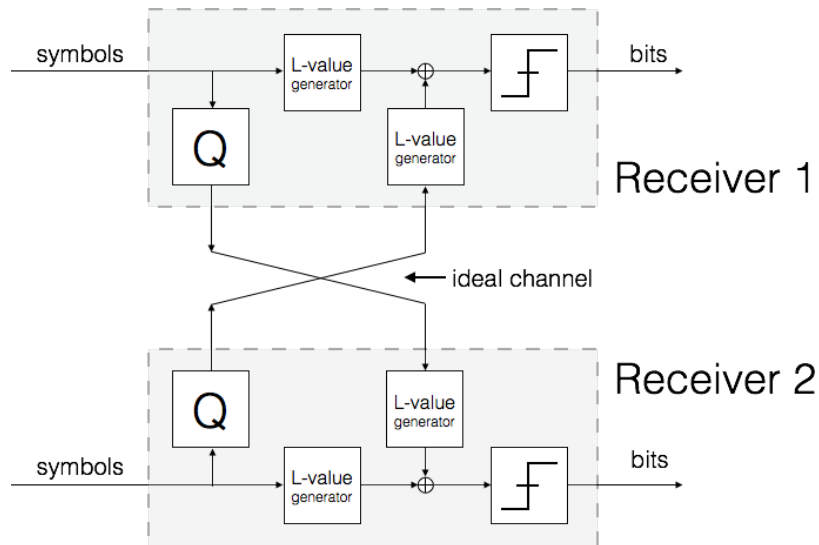 symbols
L-value
generator
bits
Q
L-value
generator
Receiver 1
ideal channel
Q
L-value
generator
Receiver 2
symbols
L-value
generator
bits